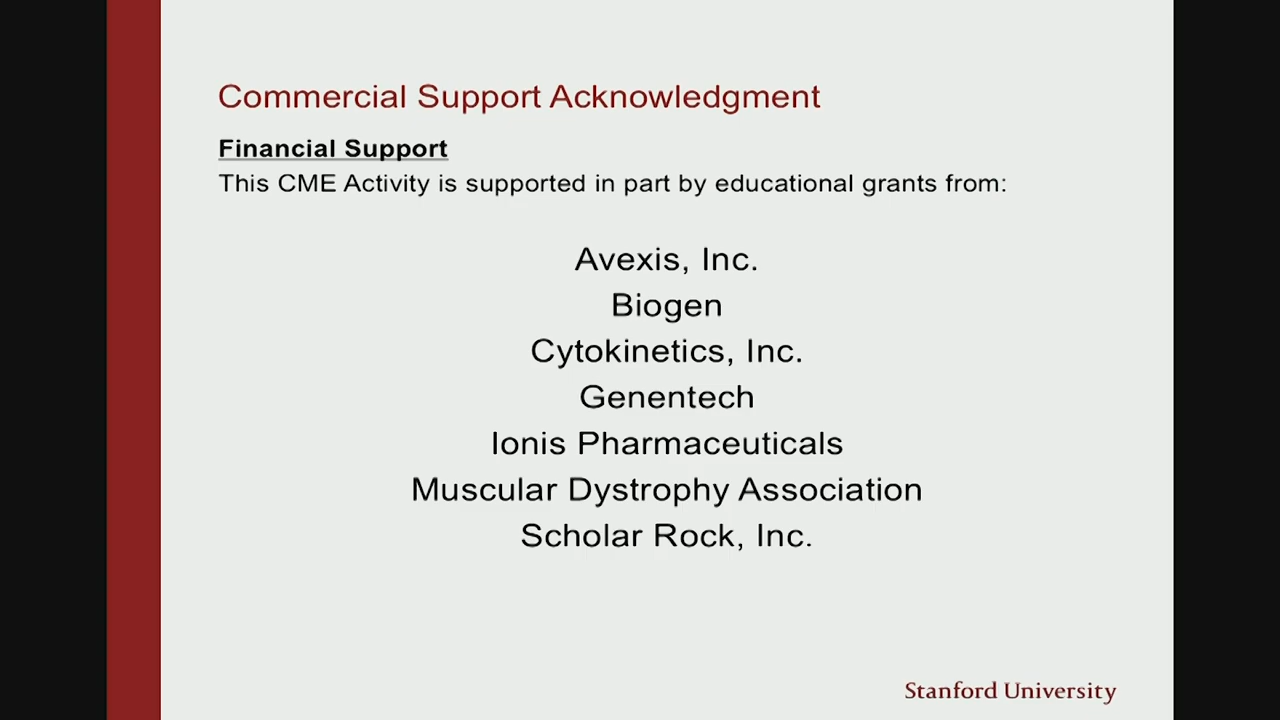 Commercial Support Acknowledgment
Financial Support
This CME Activity is supported in part by educational grants from:
Avexis, Inc.
Biogen
Cytokinetics, Inc.
Genentech
Ionis Pharmaceuticals
Muscular Dystrophy Association
Scholar Rock, Inc.
Stanford University